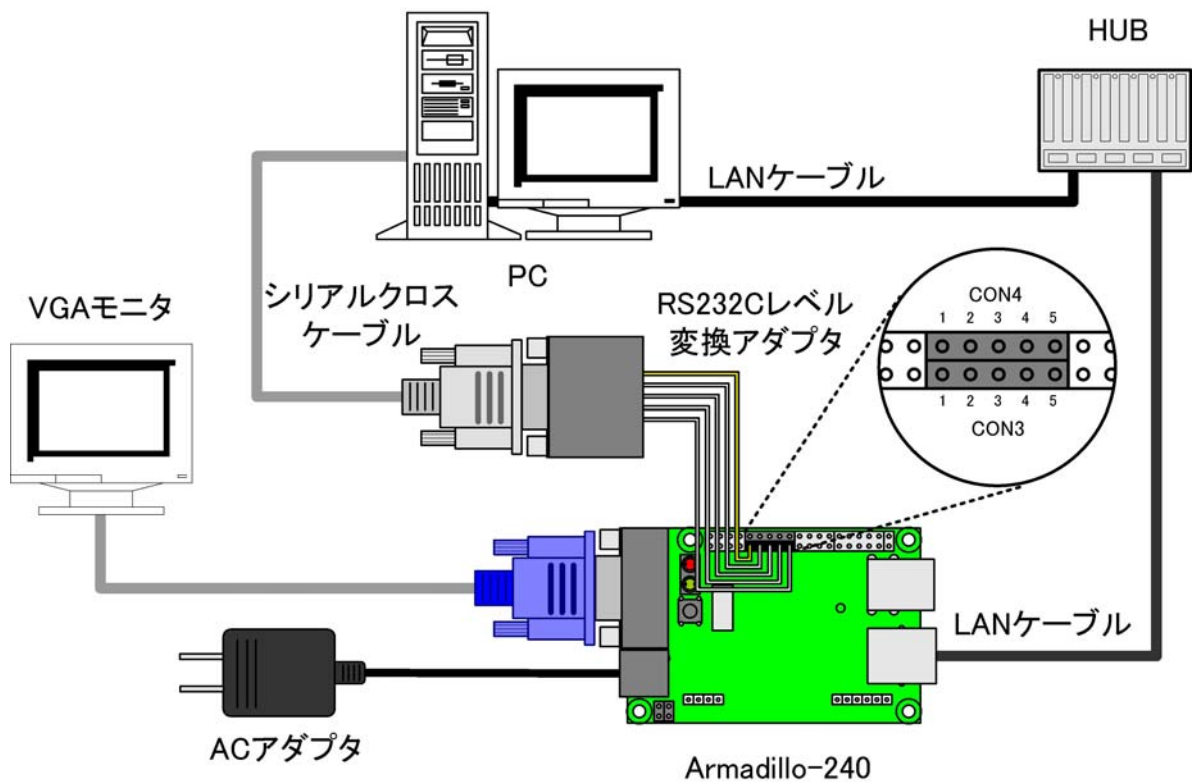 HUB
LANケーブル
PC
VGAモニタ
シリアルクロス
ケーブル
RS232Cレベル
変換アダプタ
CON4
1 2 3 4 5
1 2 3 4 5
CON3
LANケーブル
ACアダプタ
Armadillo-240